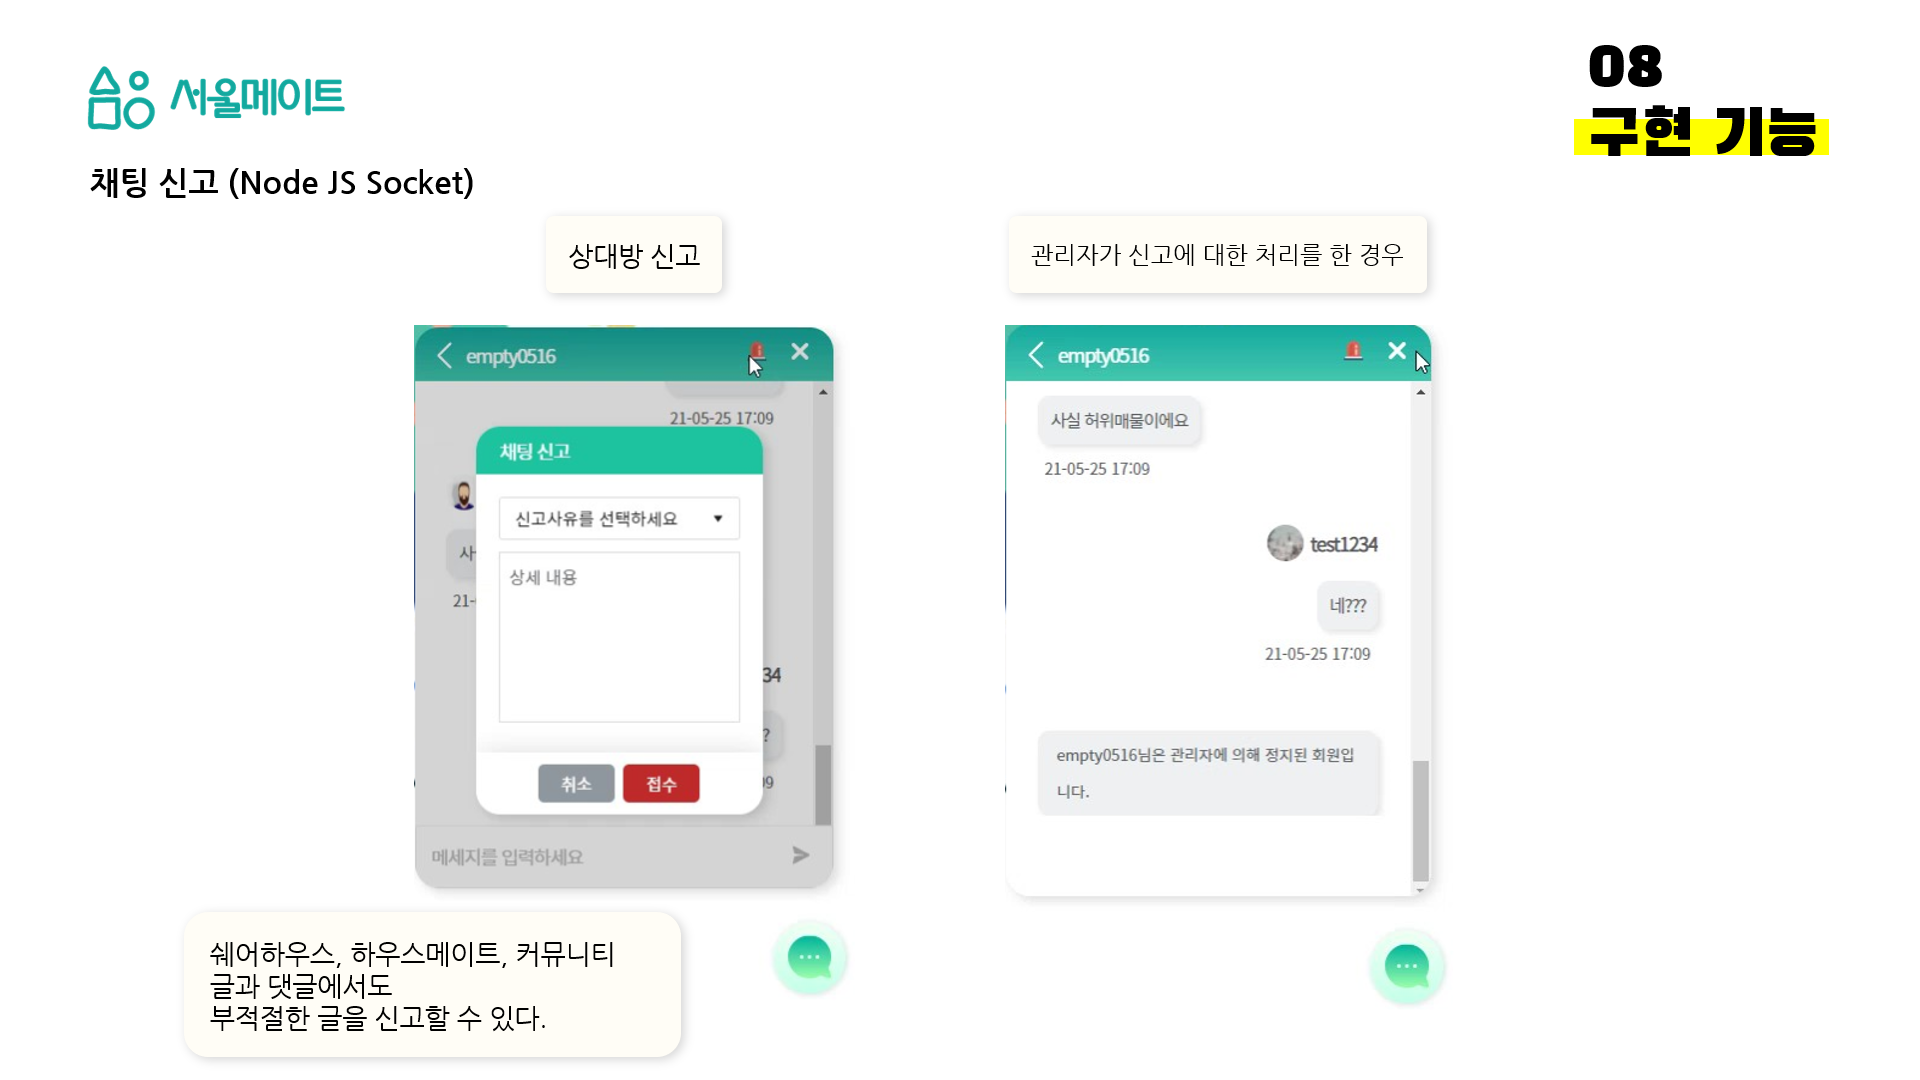 서울메이트
08
구현 기능
채팅 신고 (Node JS Socket)
상대방 신고
empty0516
21-05-25 17:09
채팅 신고
신고사유를 선택하세요
상세 내용
사
21-
34
?
09
취소 접수
메세지를 입력하세요
관리자가 신고에 대한 처리를 한 경우
empty0516
사실 허위매물이에요
21-05-25 17:09
test1234
네???
21-05-25 17:09
empty0516님은 관리자에 의해 정지된 회원입
니다.
쉐어하우스, 하우스메이트, 커뮤니티
글과 댓글에서도
부적절한 글을 신고할 수 있다.